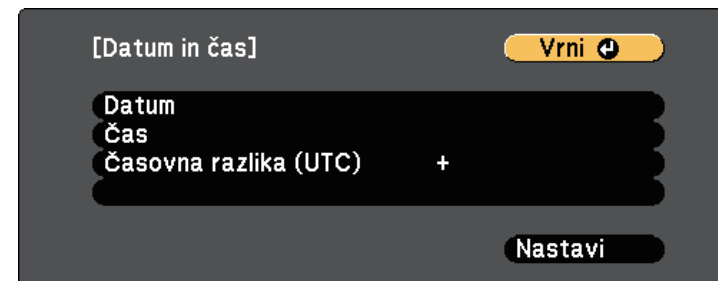 [Datum in čas]
Vrni
Datum
Čas
Časovna razlika (UTC) +
Nastavi